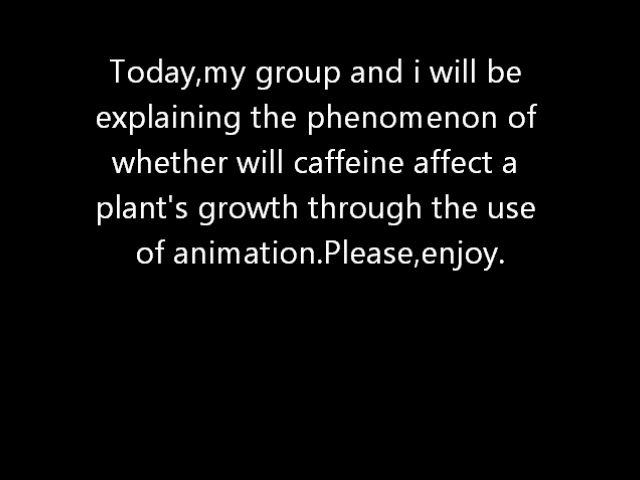 Today,my group and i will be
explaining the phenomenon of
whether will caffeine affect a
plant's growth through the use
of animation.Please,enjoy.